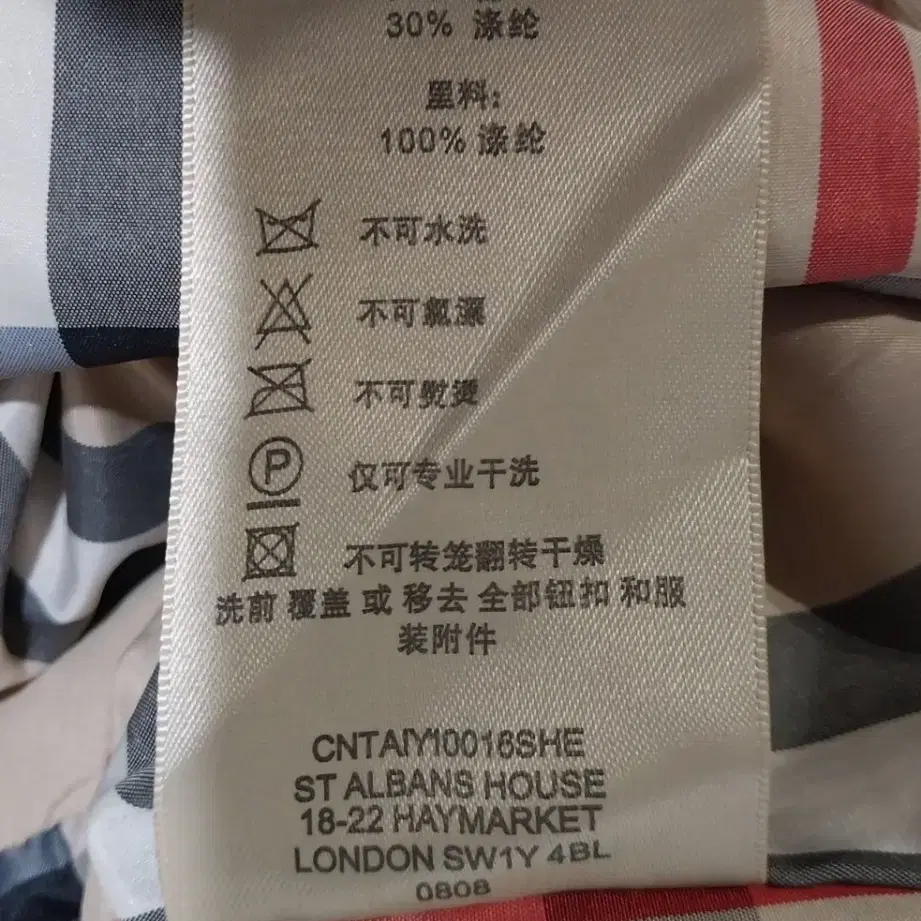 30% 涤纶
里料:
100% 涤纶
不可水洗
不可氯漂
不可熨烫
P
仅可专业干洗
不可转笼翻转干燥
洗前 覆盖 或 移去 全部钮扣 和服
装附件
CNTAIY10016SHE
ST ALBANS HOUSE
18-22 HAYMARKET
LONDON SW1Y 4BL
0808